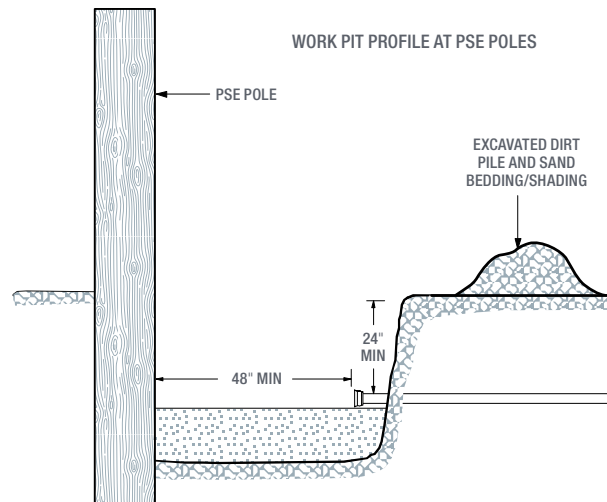 WORK PIT PROFILE AT PSE POLES
PSE POLE
EXCAVATED DIRT
PILE AND SAND
BEDDING/SHADING
24"
MIN
48" MIN